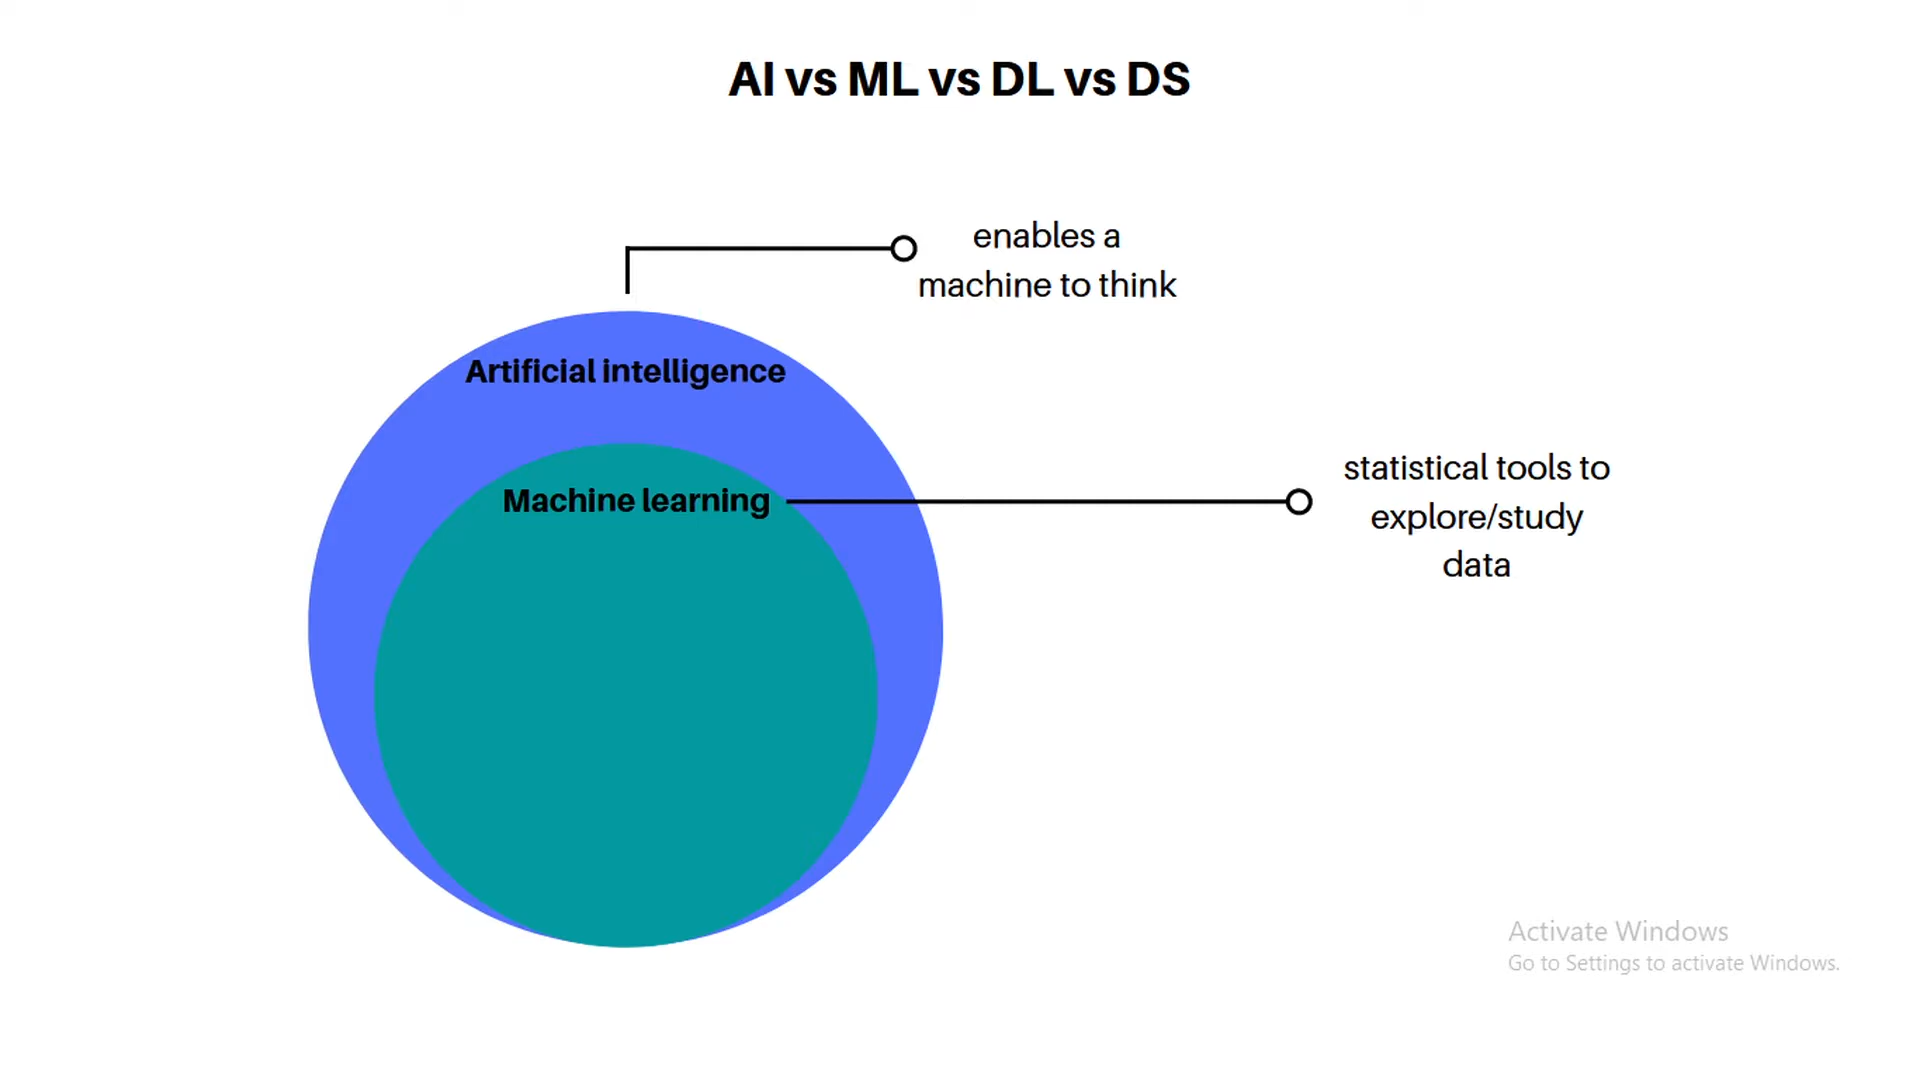 AI vs ML vs DL vs DS
enables a
machine to think
Artificial intelligence
Machine learning
statistical tools to
explore/study
data
Activate Windows
Go to Settings to activate Windows.